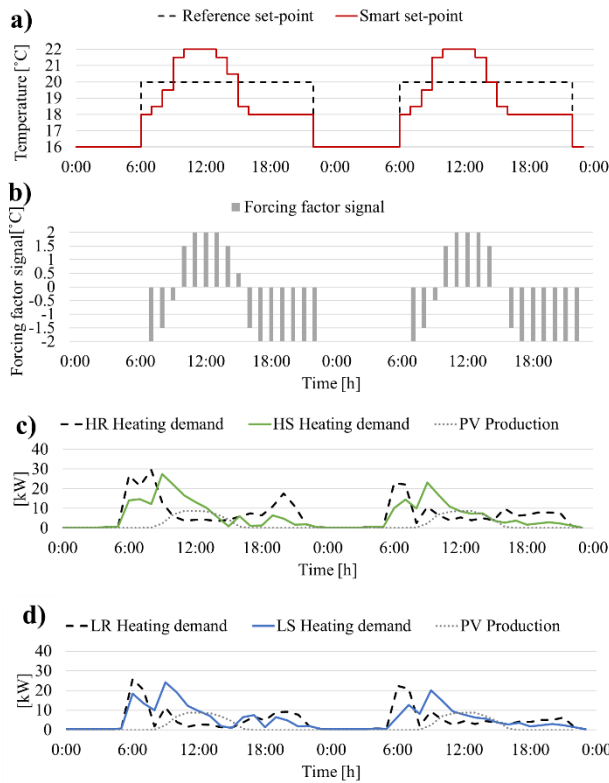 a)
Reference set-point Smart set-point
Temperature [˚C]
22
21
20
19
18
17
16
0:00 6:00 12:00 18:00 0:00 6:00 12:00 18:00 0:00
b)
Forcing factor signal
Forcing factor signal[˚C]
2
1.5
1
0.5
0
-0.5
-1
-1.5
-2
0:00 6:00 12:00 18:00 0:00 6:00 12:00 18:00
Time [h]
c)
HR Heating demand HS Heating demand PV Production
[kW]
40
30
20
10
0
0:00 6:00 12:00 18:00 0:00 6:00 12:00 18:00 0:00
Time [h]
d)
LR Heating demand LS Heating demand PV Production
[kW]
40
30
20
10
0
0:00 6:00 12:00 18:00 0:00 6:00 12:00 18:00 0:00
Time [h]